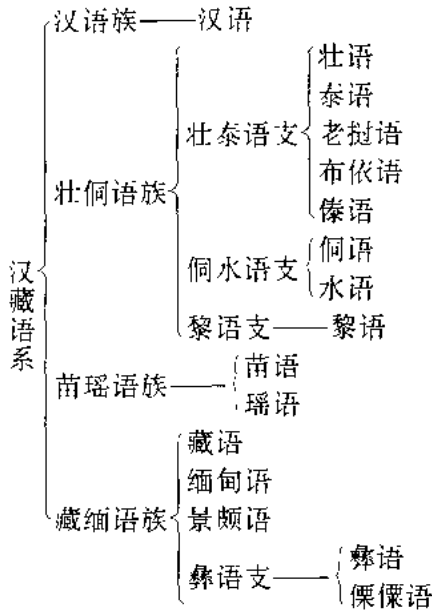 汉语族 汉语
壮语
泰语
壮泰语支 老挝语
布依语
壮侗语族 傣语
侗语
侗水语支
水语
汉藏语系
黎语支 黎语
苗语
苗瑶语族
瑶语
藏语
缅甸语
藏缅语族 景颇语
彝语
彝语支
傈僳语